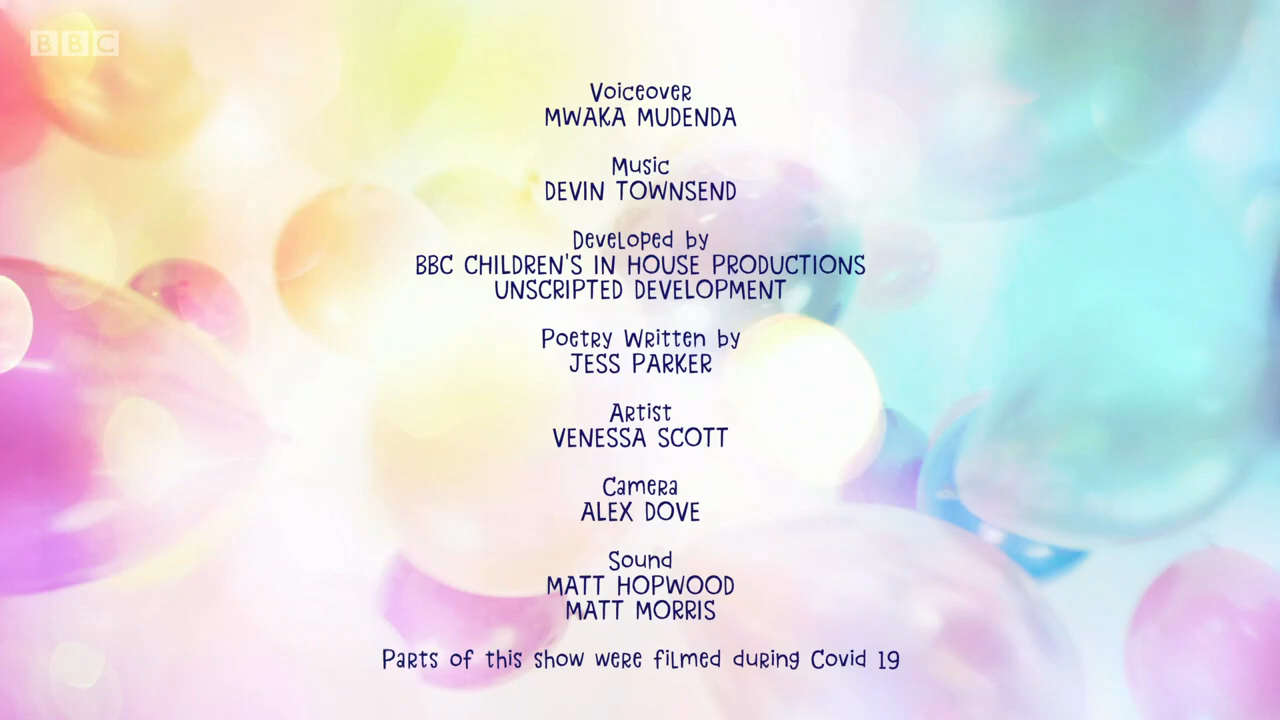 BBC
Voiceover
MWAKA MUDENDA
Music
DEVIN TOWNSEND
Developed by
BBC CHILDREN'S IN HOUSE PRODUCTIONS
UNSCRIPTED DEVELOPMENT
Poetry Written by
JESS PARKER
Artist
VENESSA SCOTT
Camera
ALEX DOVE
Sound
MATT HOPWOOD
MATT MORRIS
Parts of this show were filmed during Covid 19